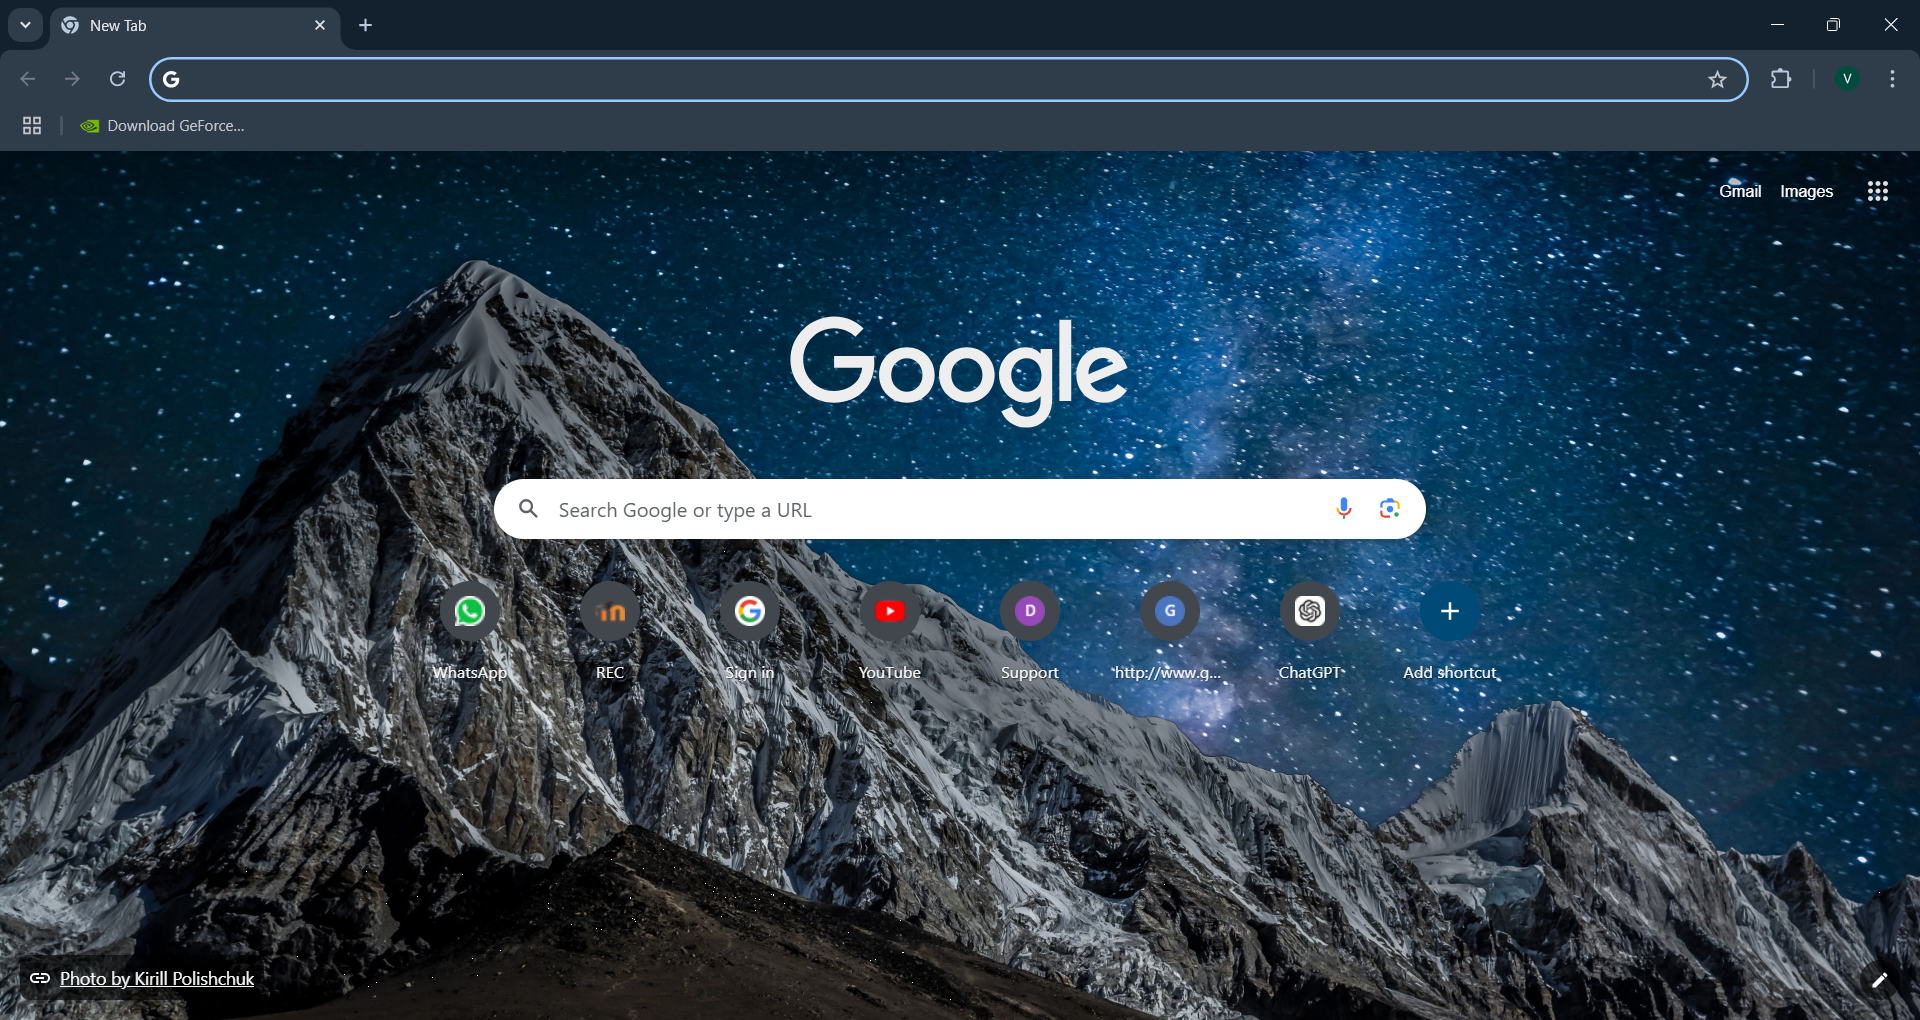 New Tab
Download GeForce...
Gmail Images
Google
Search Google or type a URL
WhatsApp REC Sign in YouTube Support http://www.g... ChatGPT Add shortcut
Photo by Kirill Polishchuk